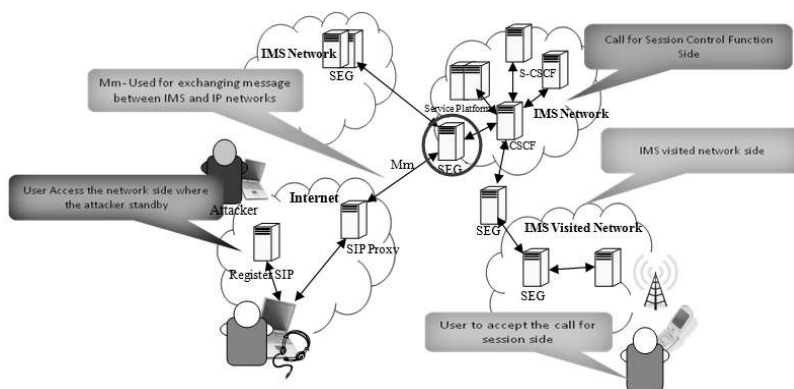 IMS Network
SEG
Mm- Used for exchanging message
between IMS and IP networks
S-CSCF
Call for Session Control Function
Side
Service Platform
IMS Network
CSCF
SEG
Mm
IMS visited network side
User Access the network side where
the attacker standby
Attacker
Internet
SIP Proxy
Register SIP
SEG
IMS Visited Network
SEG
User to accept the call for
session side